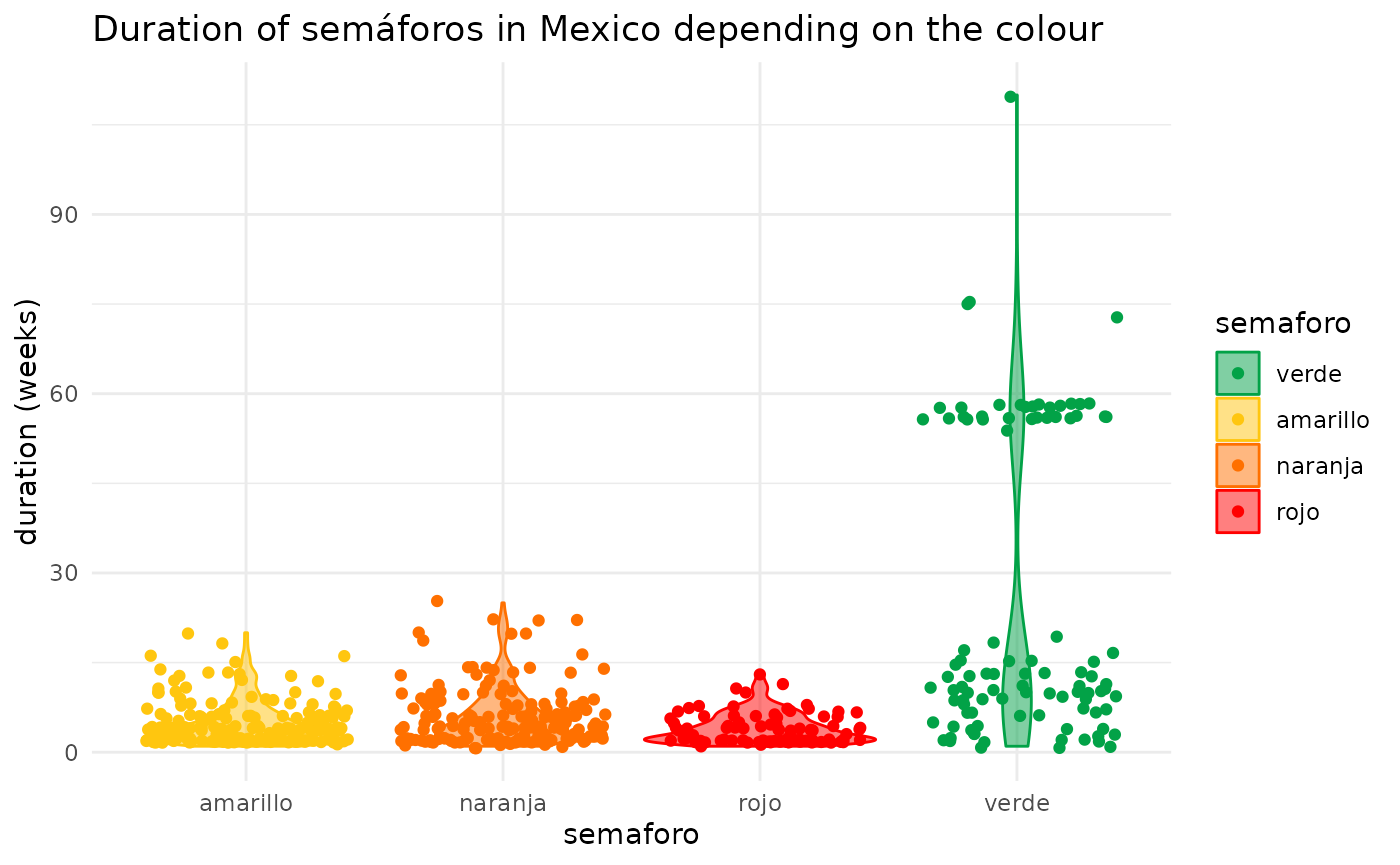 Duration of semáforos in Mexico depending on the colour
duration (weeks)
90
60
30
0
amarillo
naranja
rojo
verde
semaforo
semaforo
verde
amarillo
naranja
rojo